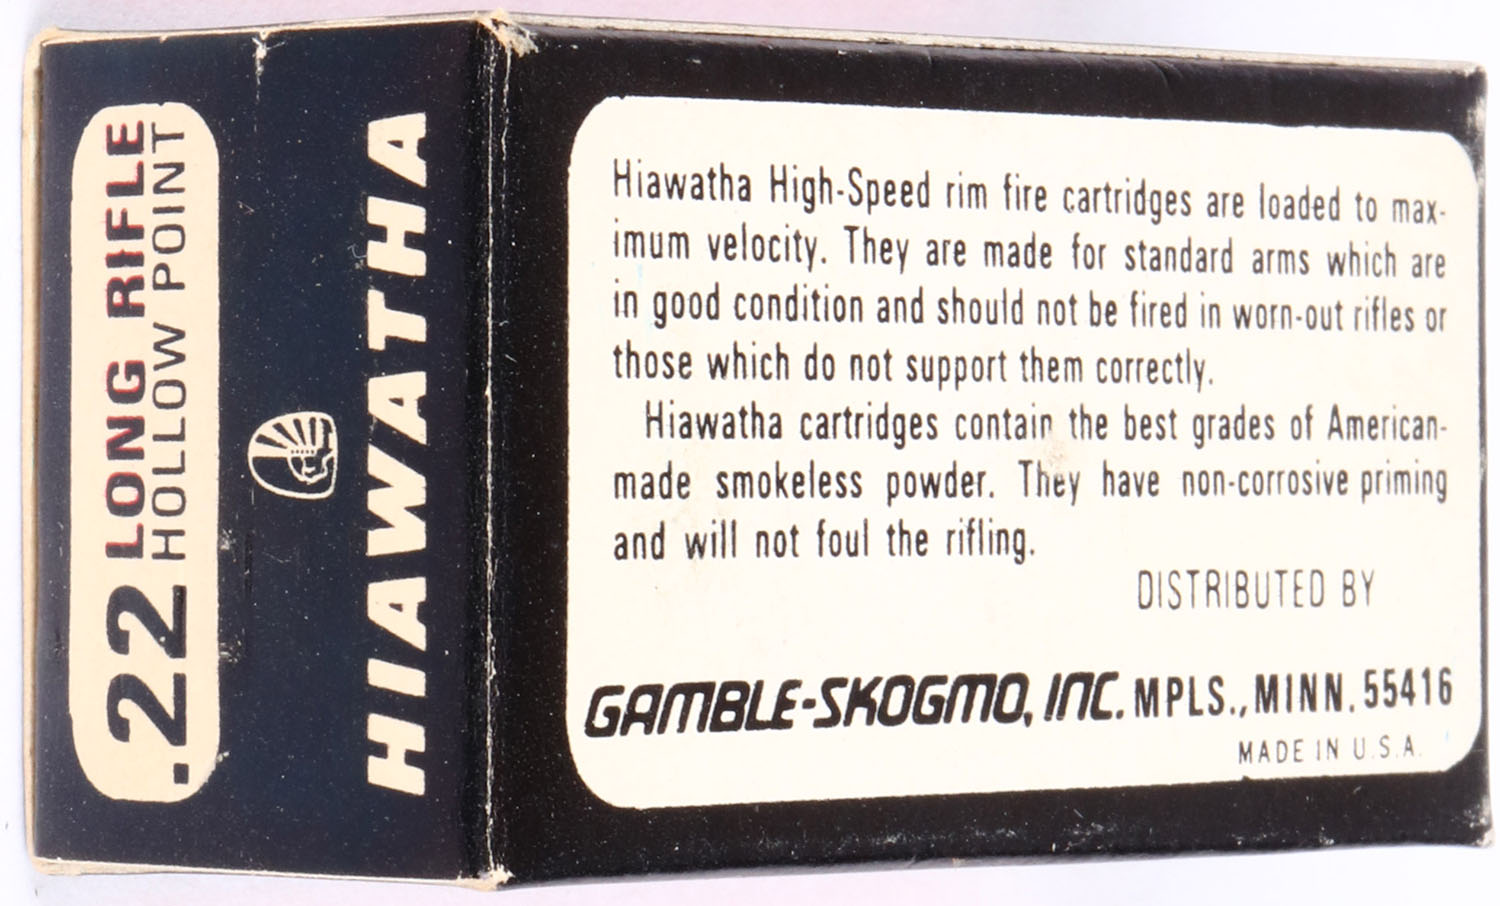 .22 LONG RIFLE
HOLLOW POINT
HIAWATHA
Hiawatha High-Speed rim fire cartridges are loaded to max-
imum velocity. They are made for standard arms which are
in good condition and should not be fired in worn-out rifles or
those which do not support them correctly.
Hiawatha cartridges contain the best grades of American-
made smokeless powder. They have non-corrosive priming
and will not foul the rifling.
DISTRIBUTED BY
GAMBLE-SKOGMO, INC. MPLS., MINN. 55416
MADE IN U.S.A.